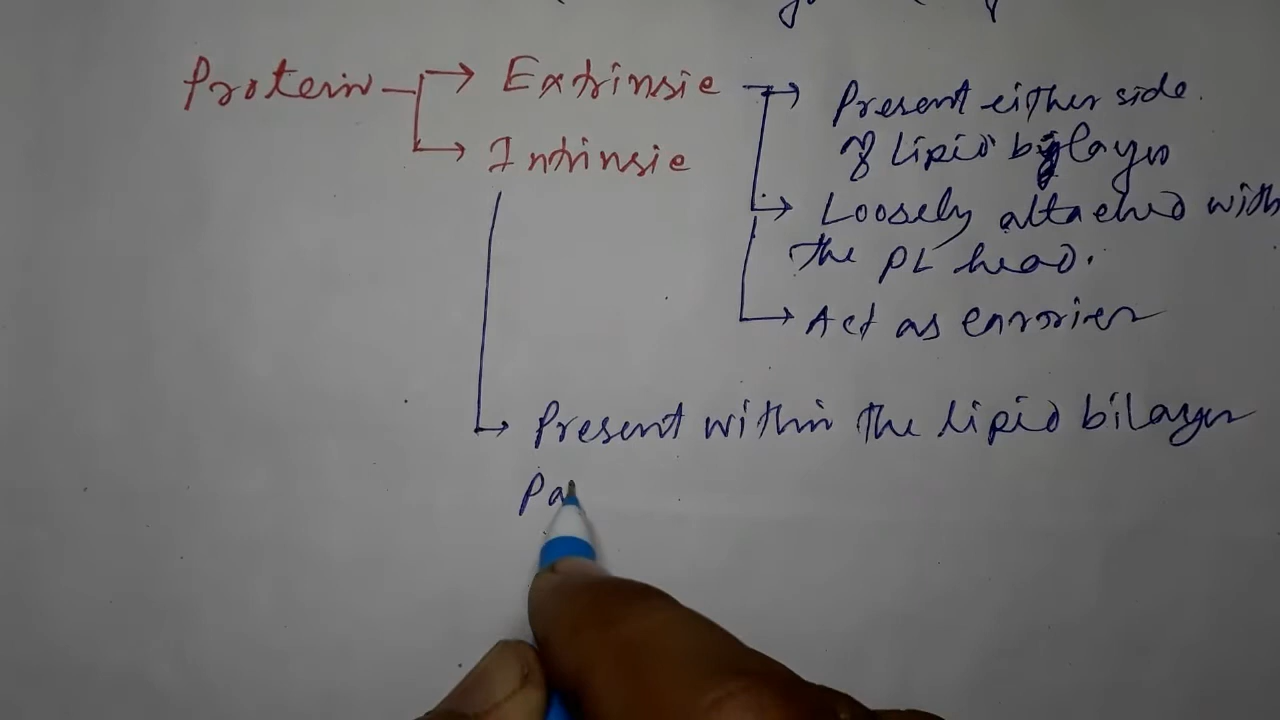 Protein → Extrinsic → Present either side
of Lipid bilayer
→ Intrinsic
→ Loosely attached with
the PL head.
→ Act as carrier
→ Present within the lipid bilayer
Pa